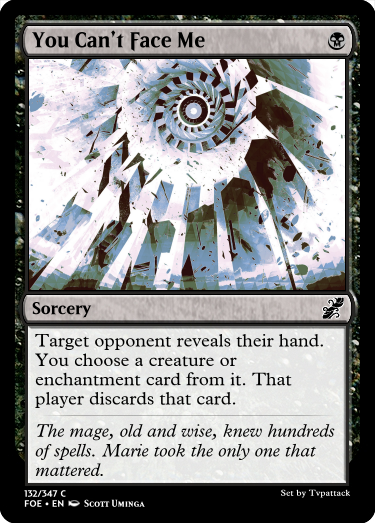 You Can't Face Me
Sorcery
Target opponent reveals their hand.
You choose a creature or
enchantment card from it. That
player discards that card.
The mage, old and wise, knew hundreds
of spells. Marie took the only one that
mattered.
132/347 C
Set by Tvpattack
FOE • EN Scott Uminga